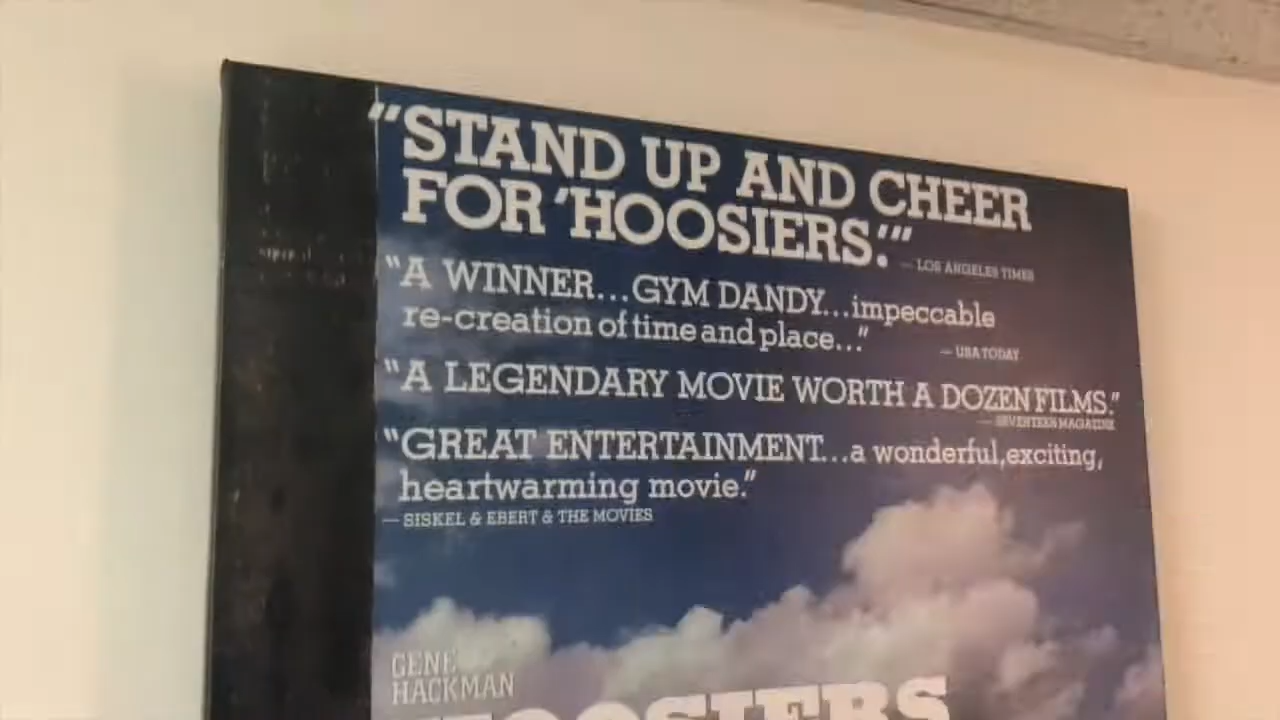 “STAND UP AND CHEER
FOR ‘HOOSIERS.’”
— LOS ANGELES TIMES
“A WINNER...GYM DANDY...impeccable
re-creation of time and place...”
— USA TODAY
“A LEGENDARY MOVIE WORTH A DOZEN FILMS.”
— SEVENTEEN MAGAZINE
“GREAT ENTERTAINMENT...a wonderful,exciting,
heartwarming movie.”
— SISKEL & EBERT & THE MOVIES
GENE
HACKMAN
HOOSIERS